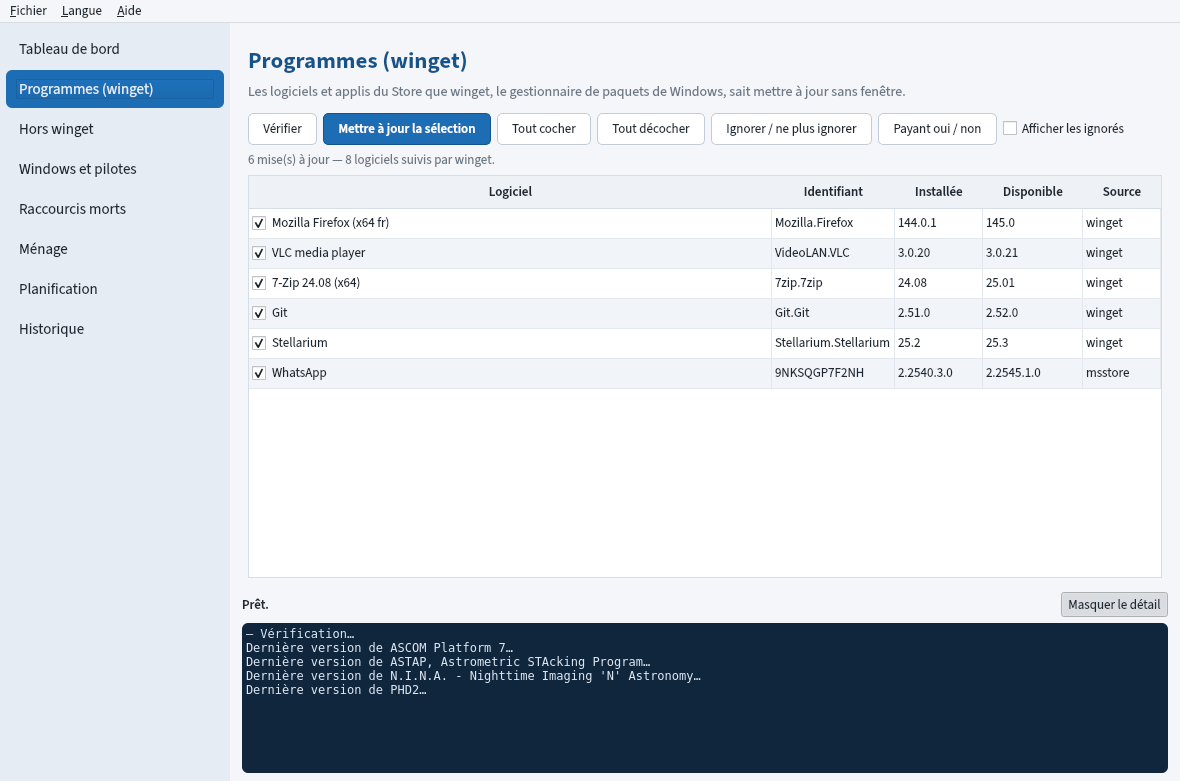 Fichier Langue Aide
Tableau de bord
Programmes (winget)
Hors winget
Windows et pilotes
Raccourcis morts
Ménage
Planification
Historique
Programmes (winget)
Les logiciels et applis du Store que winget, le gestionnaire de paquets de Windows, sait mettre à jour sans fenêtre.
Vérifier Mettre à jour la sélection Tout cocher Tout décocher Ignorer / ne plus ignorer Payant oui / non Afficher les ignorés
6 mise(s) à jour — 8 logiciels suivis par winget.
Logiciel Identifiant Installée Disponible Source
Mozilla Firefox (x64 fr) Mozilla.Firefox 144.0.1 145.0 winget
VLC media player VideoLAN.VLC 3.0.20 3.0.21 winget
7-Zip 24.08 (x64) 7zip.7zip 24.08 25.01 winget
Git Git.Git 2.51.0 2.52.0 winget
Stellarium Stellarium.Stellarium 25.2 25.3 winget
WhatsApp 9NKSQGP7F2NH 2.2540.3.0 2.2545.1.0 msstore
Prêt. Masquer le détail
— Vérification…
Dernière version de ASCOM Platform 7…
Dernière version de ASTAP, Astrometric STAcking Program…
Dernière version de N.I.N.A. - Nighttime Imaging 'N' Astronomy…
Dernière version de PHD2…